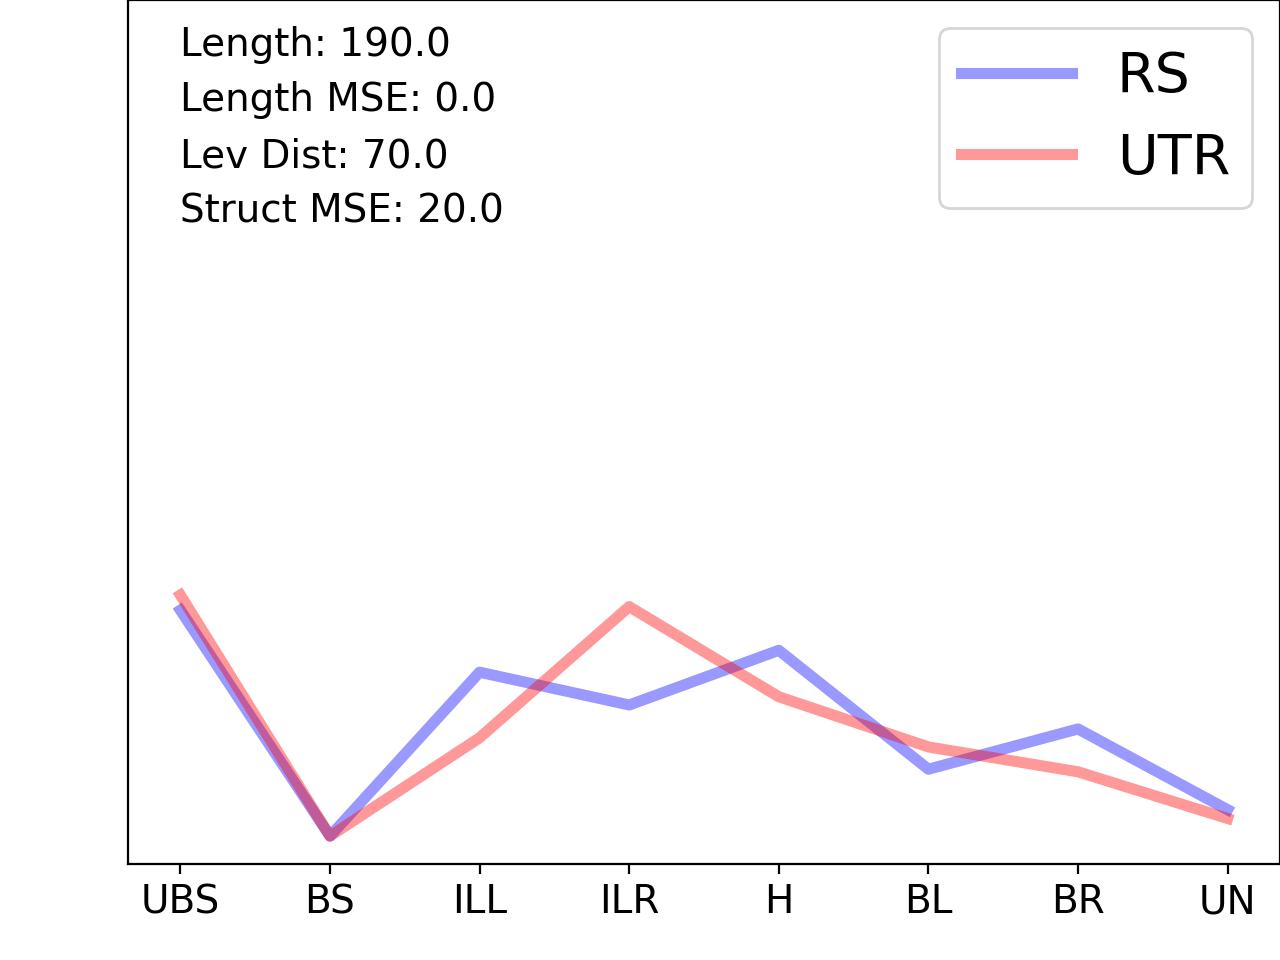 Length: 190.0
Length MSE: 0.0
Lev Dist: 70.0
Struct MSE: 20.0
RS
UTR
UBS BS ILL ILR H BL BR UN